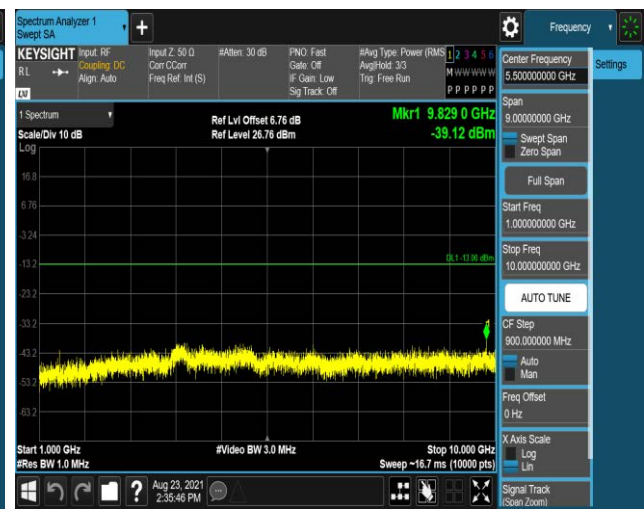 Spectrum Analyzer 1
Swept SA
+
Frequency
KEYSIGHT
RL
Input: RF
Coupling: DC
Align: Auto
Input Z: 50 Ω
Corr CCorr
Freq Ref: Int (S)
#Atten: 30 dB
PNO: Fast
Gate: Off
IF Gain: Low
Sig Track: Off
#Avg Type: Power (RMS
Avg|Hold: 3/3
Trig: Free Run
1 2 3 4 5 6
M W W W W W
P P P P P P
LXI
1 Spectrum
Scale/Div 10 dB
Log
Ref Lvl Offset 6.76 dB
Ref Level 26.76 dBm
Mkr1 9.829 0 GHz
-39.12 dBm
16.8
6.76
-3.24
-13.2
-23.2
-33.2
-43.2
-53.2
-63.2
DL1 -13.00 dBm
1
Start 1.000 GHz
#Res BW 1.0 MHz
#Video BW 3.0 MHz
Stop 10.000 GHz
Sweep ~16.7 ms (10000 pts)
Aug 23, 2021
2:35:46 PM
?
Center Frequency
5.500000000 GHz
Span
9.00000000 GHz
Swept Span
Zero Span
Full Span
Start Freq
1.000000000 GHz
Stop Freq
10.000000000 GHz
AUTO TUNE
CF Step
900.000000 MHz
Auto
Man
Freq Offset
0 Hz
X Axis Scale
Log
Lin
Signal Track
(Span Zoom)
Settings